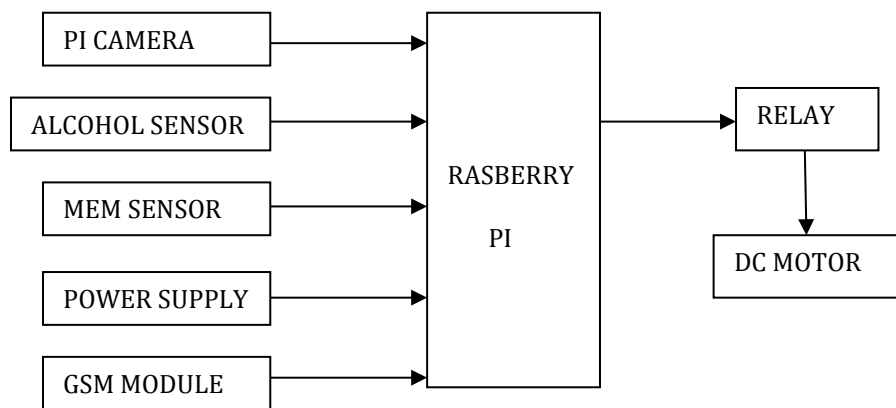 PI CAMERA
ALCOHOL SENSOR
MEM SENSOR
POWER SUPPLY
GSM MODULE
RASBERRY
PI
RELAY
DC MOTOR